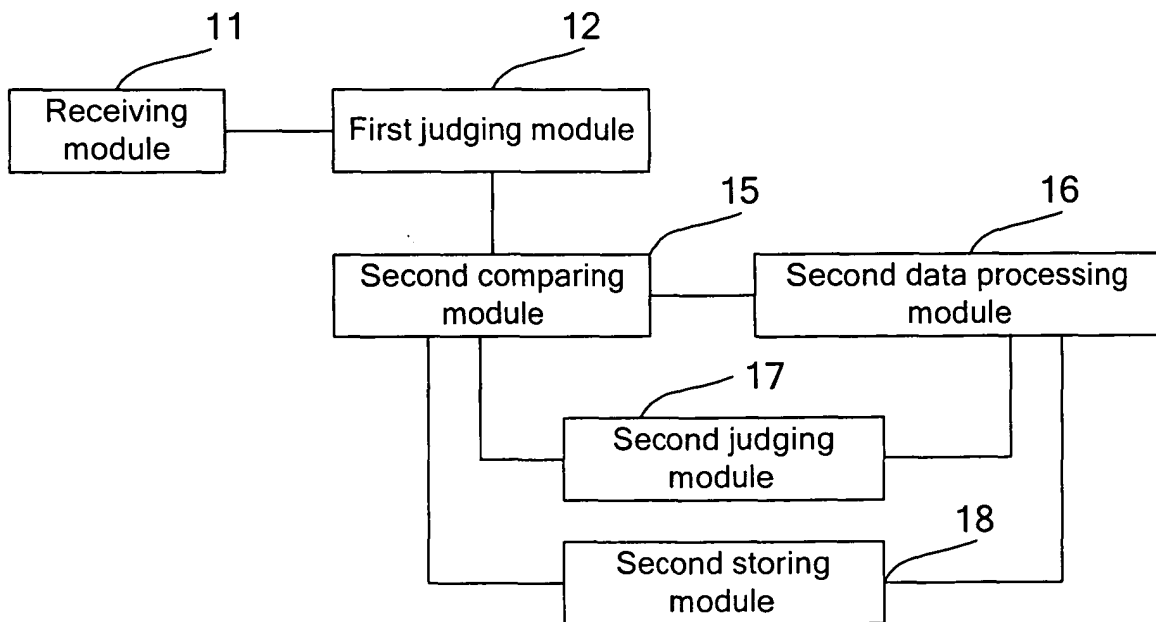 11
12
Receiving
module
First judging module
15
16
Second comparing
module
Second data processing
module
17
Second judging
module
18
Second storing
module